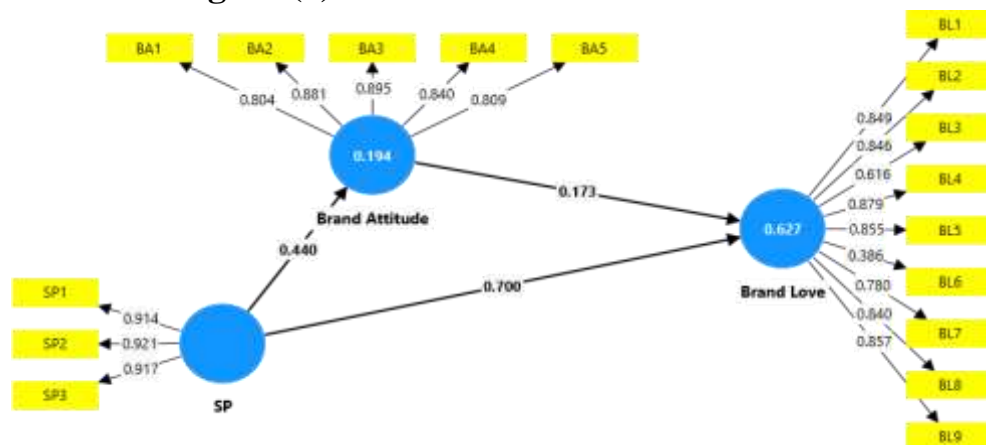 BA1 BA2 BA3 BA4 BA5
0.804 0.881 0.895 0.840 0.809
0.194
Brand Attitude
0.440
0.173
0.700
SP1
SP2
SP3
0.914
0.921
0.917
SP
0.627
Brand Love
0.849
0.846
0.616
0.879
0.855
0.386
0.780
0.840
0.857
BL1
BL2
BL3
BL4
BL5
BL6
BL7
BL8
BL9